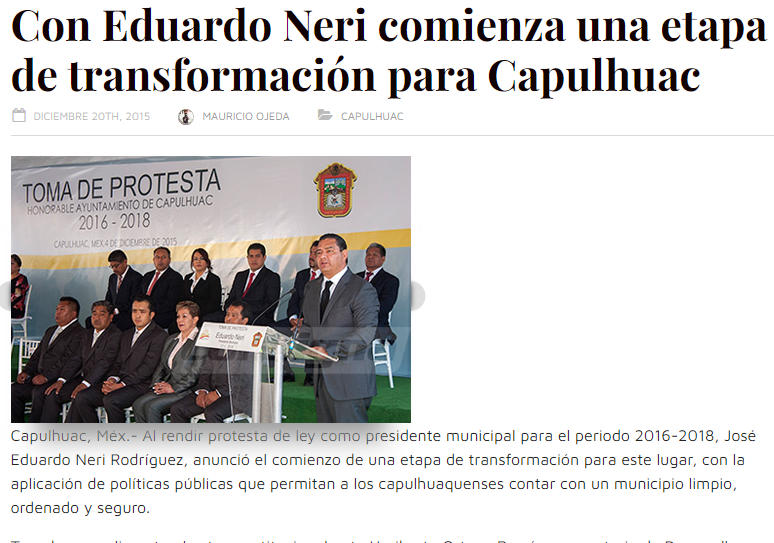 Con Eduardo Neri comienza una etapa
de transformación para Capulhuac
DICIEMBRE 20TH, 2015 MAURICIO OJEDA CAPULHUAC
TOMA DE PROTESTA
HONORABLE AYUNTAMIENTO DE CAPULHUAC
2016 - 2018
CAPULHUAC, MEX. 4 DE DICIEMBRE DE 2015
TOMA DE PROTESTA
Eduardo Neri
Capulhuac, Méx.- Al rendir protesta de ley como presidente municipal para el periodo 2016-2018, José
Eduardo Neri Rodríguez, anunció el comienzo de una etapa de transformación para este lugar, con la
aplicación de políticas públicas que permitan a los capulhuaquenses contar con un municipio limpio,
ordenado y seguro.